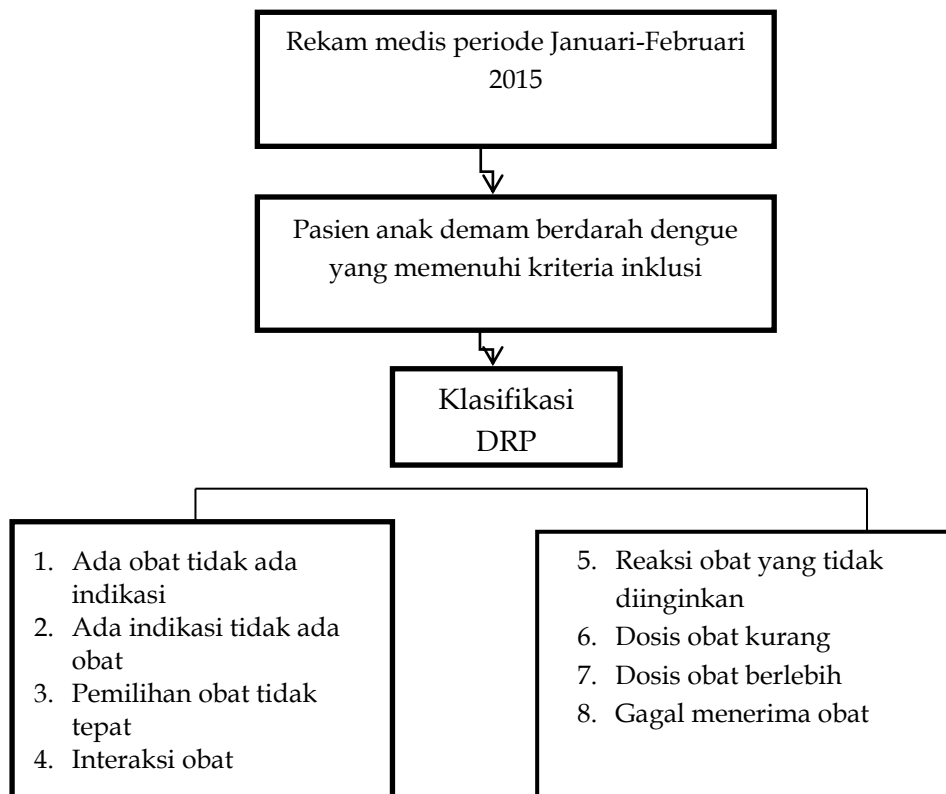 Rekam medis periode Januari-Februari
2015
Pasien anak demam berdarah dengue
yang memenuhi kriteria inklusi
Klasifikasi
DRP
1. Ada obat tidak ada
indikasi
2. Ada indikasi tidak ada
obat
3. Pemilihan obat tidak
tepat
4. Interaksi obat
5. Reaksi obat yang tidak
diinginkan
6. Dosis obat kurang
7. Dosis obat berlebih
8. Gagal menerima obat